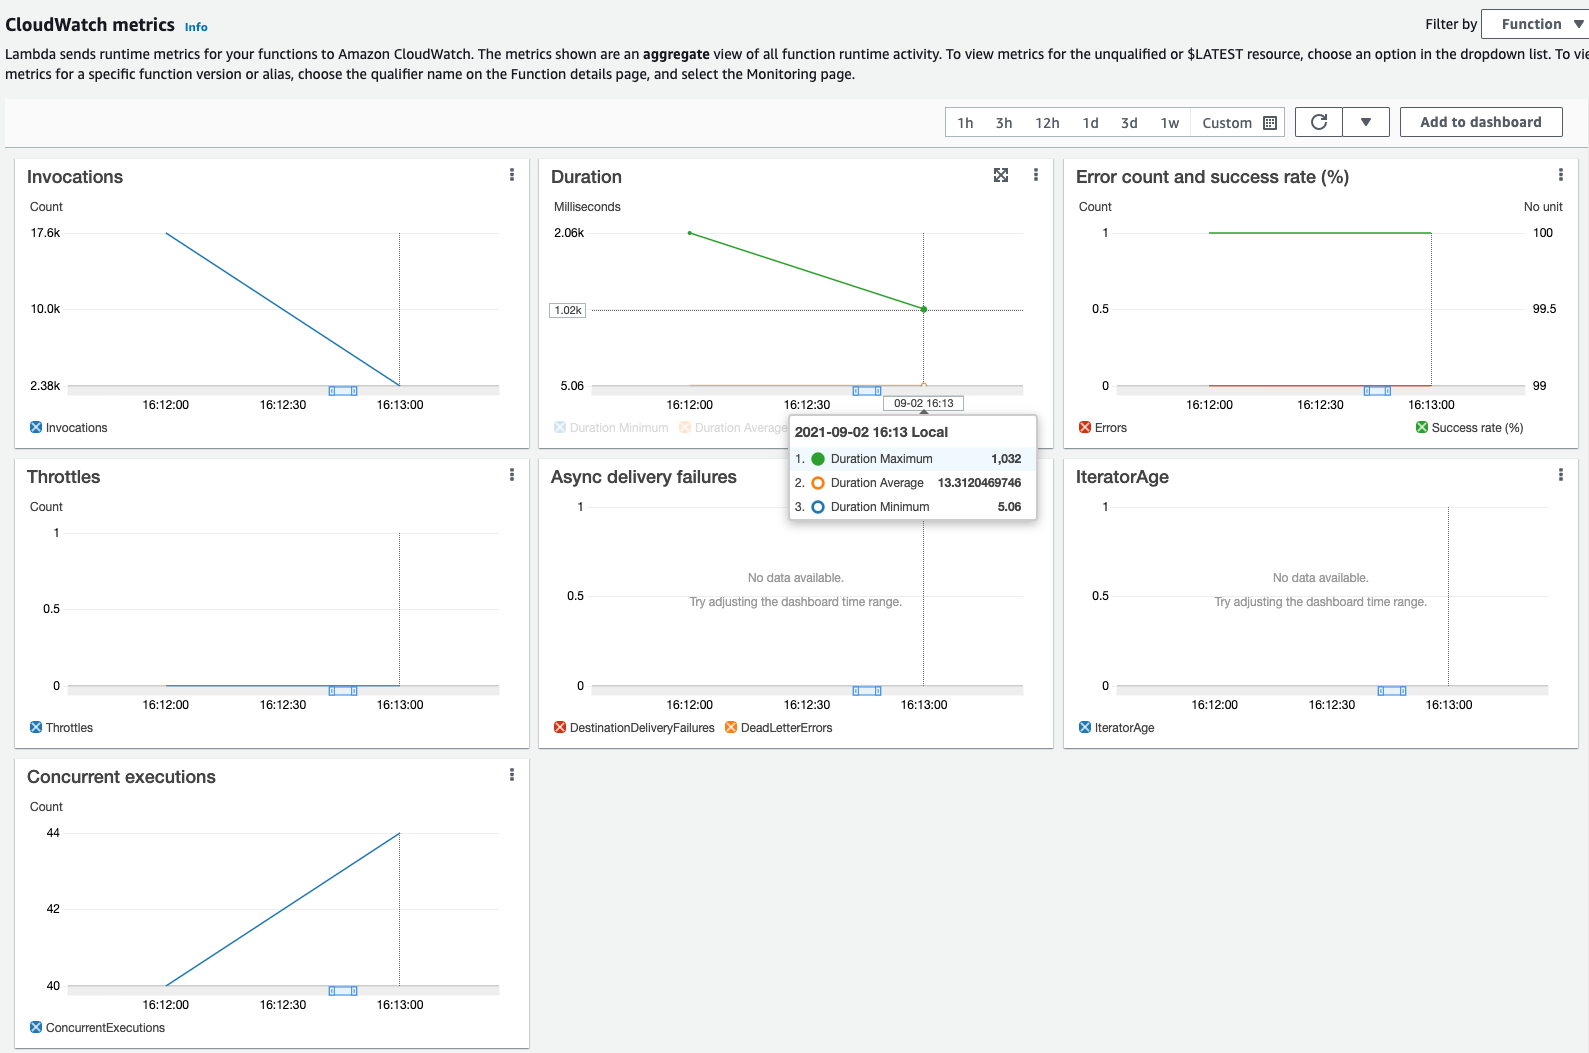 CloudWatch metrics Info
Filter by Function
Lambda sends runtime metrics for your functions to Amazon CloudWatch. The metrics shown are an aggregate view of all function runtime activity. To view metrics for the unqualified or $LATEST resource, choose an option in the dropdown list. To vie
metrics for a specific function version or alias, choose the qualifier name on the Function details page, and select the Monitoring page.
1h 3h 12h 1d 3d 1w Custom Add to dashboard
Invocations
Count
17.6k
10.0k
2.38k
16:12:00 16:12:30 16:13:00
Invocations
Duration
Milliseconds
2.06k
1.02k
5.06
16:12:00 16:12:30 09-02 16:13
Duration Minimum Duration Average
2021-09-02 16:13 Local
1. Duration Maximum 1,032
2. Duration Average 13.3120469746
3. Duration Minimum 5.06
Error count and success rate (%)
Count No unit
1 100
0.5 99.5
0 99
16:12:00 16:12:30 16:13:00
Errors Success rate (%)
Throttles
Count
1
0.5
0
16:12:00 16:12:30 16:13:00
Throttles
Async delivery failures
1
No data available.
0.5
Try adjusting the dashboard time range.
0
16:12:00 16:12:30 16:13:00
DestinationDeliveryFailures DeadLetterErrors
IteratorAge
1
No data available.
0.5
Try adjusting the dashboard time range.
0
16:12:00 16:12:30 16:13:00
IteratorAge
Concurrent executions
Count
44
42
40
16:12:00 16:12:30 16:13:00
ConcurrentExecutions